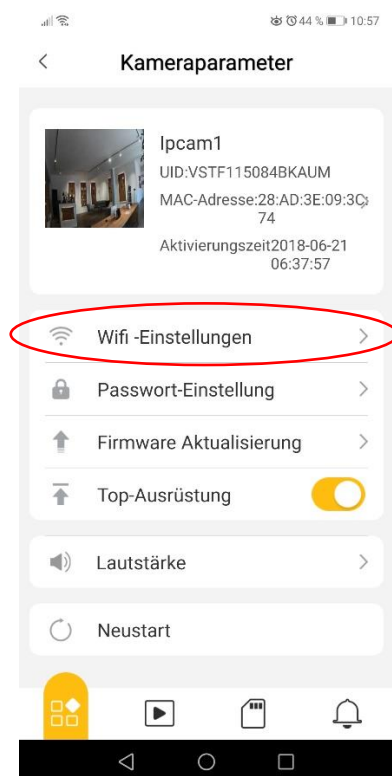 44 % 10:57
Kameraparameter
Ipcam1
UID:VSTF115084BKAUM
MAC-Adresse:28:AD:3E:09:3C:
74
Aktivierungszeit2018-06-21
06:37:57
Wifi -Einstellungen
Passwort-Einstellung
Firmware Aktualisierung
Top-Ausrüstung
Lautstärke
Neustart